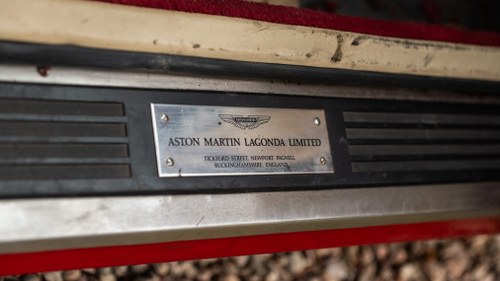 ASTON MARTIN LAGONDA LIMITED
TICKFORD STREET, NEWPORT PAGNELL
BUCKINGHAMSHIRE, ENGLAND